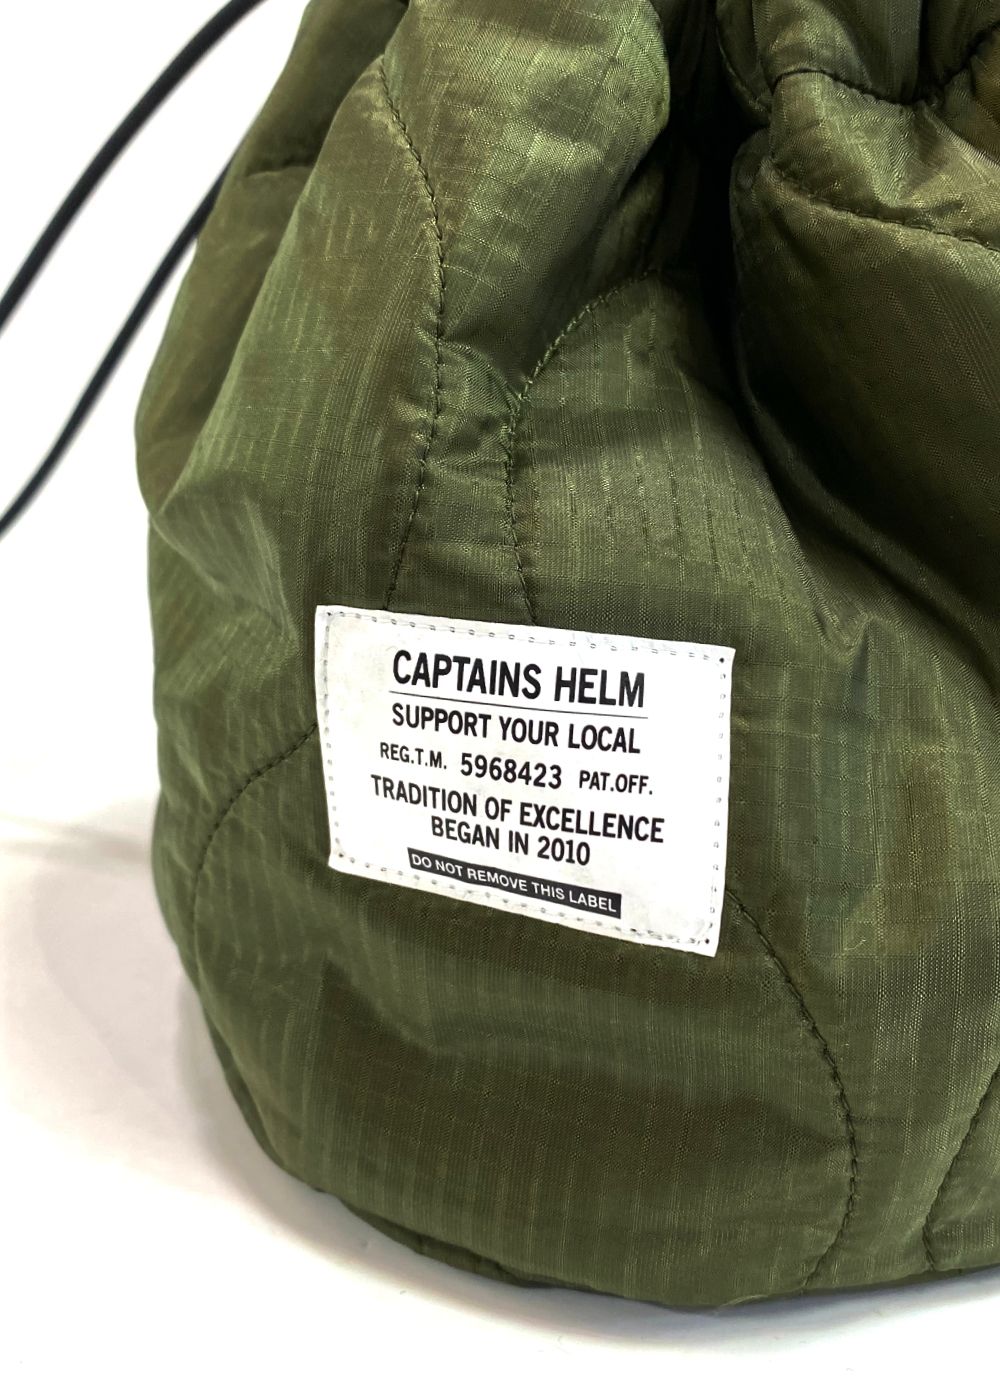 CAPTAINS HELM
SUPPORT YOUR LOCAL
REG.T.M. 5968423 PAT.OFF.
TRADITION OF EXCELLENCE
BEGAN IN 2010
DO NOT REMOVE THIS LABEL